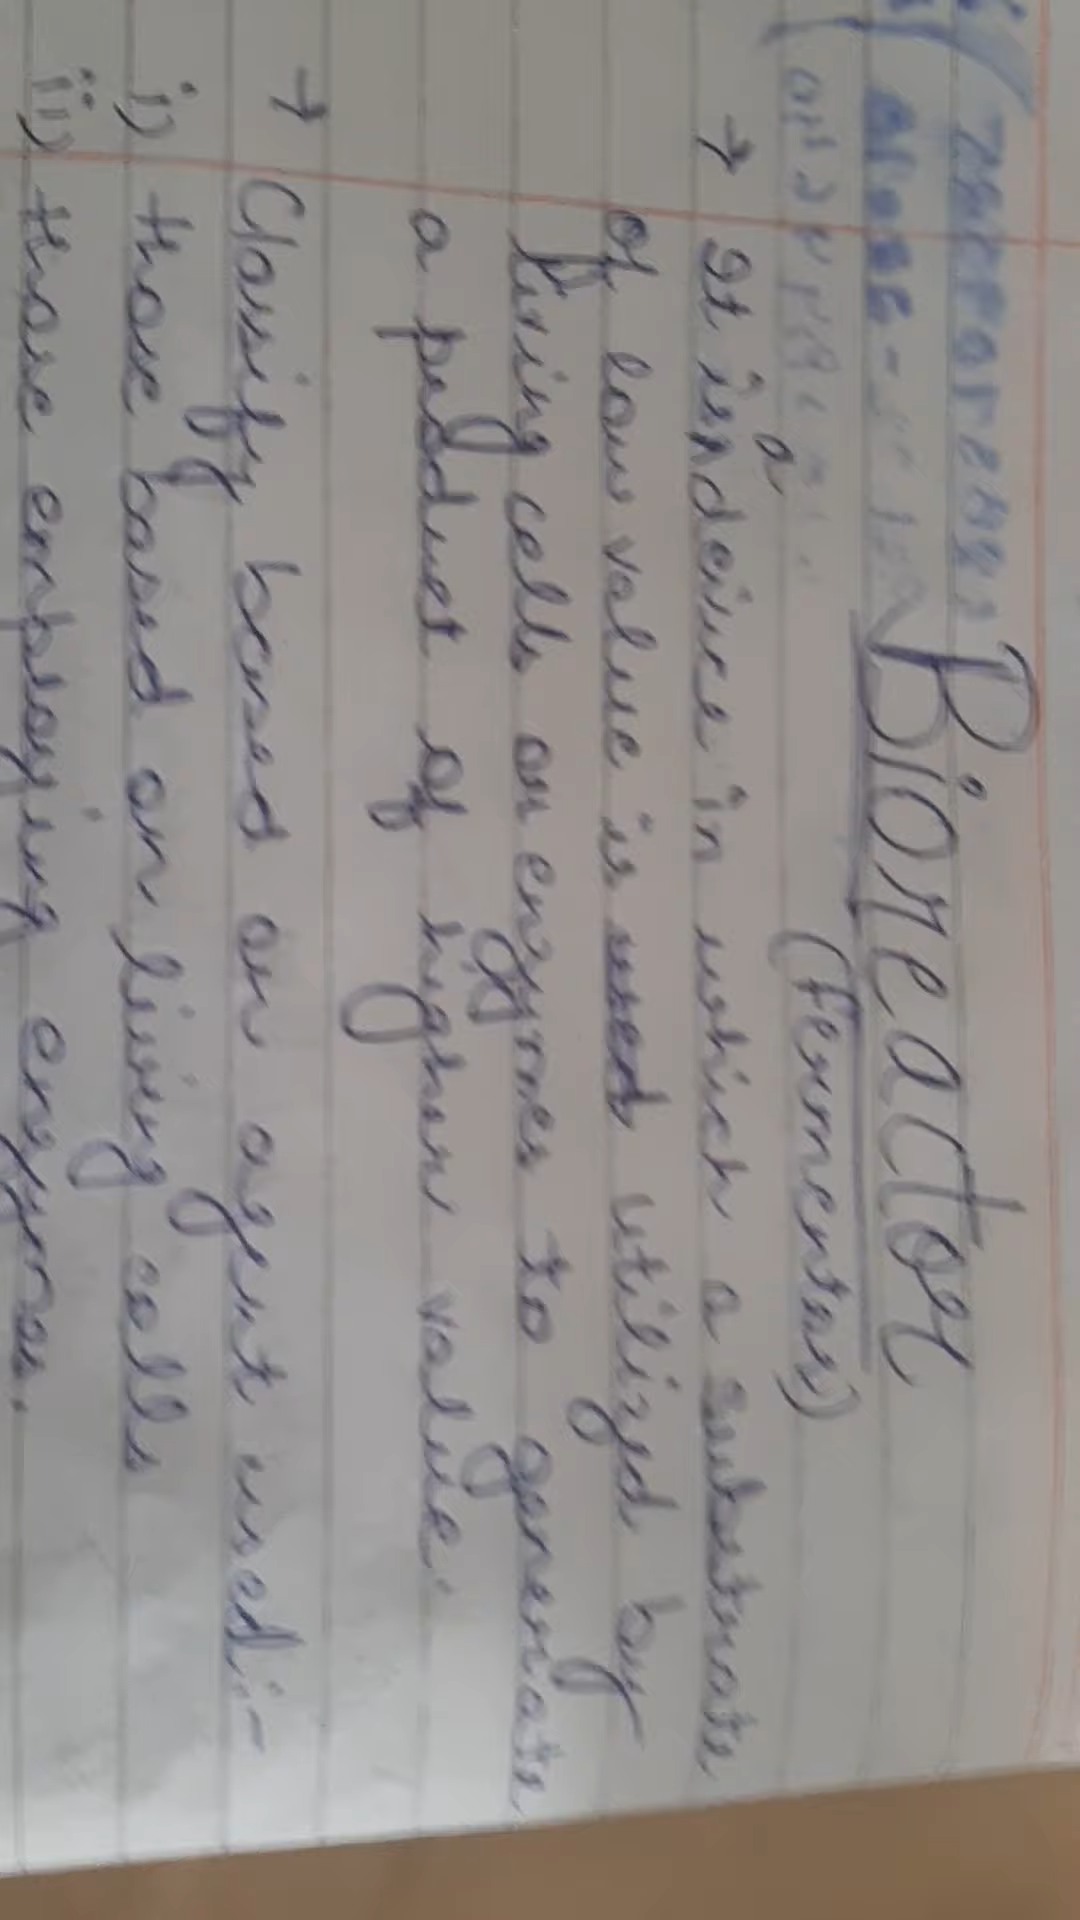 Bioreactor
(Fermentor)
→ It is a device in which a substrate
of low value is utilized by
living cells or enzymes to generate
a product of higher value.
→ Classify based on agent used:-
i) those based on living cells
ii) those employing enzymes.